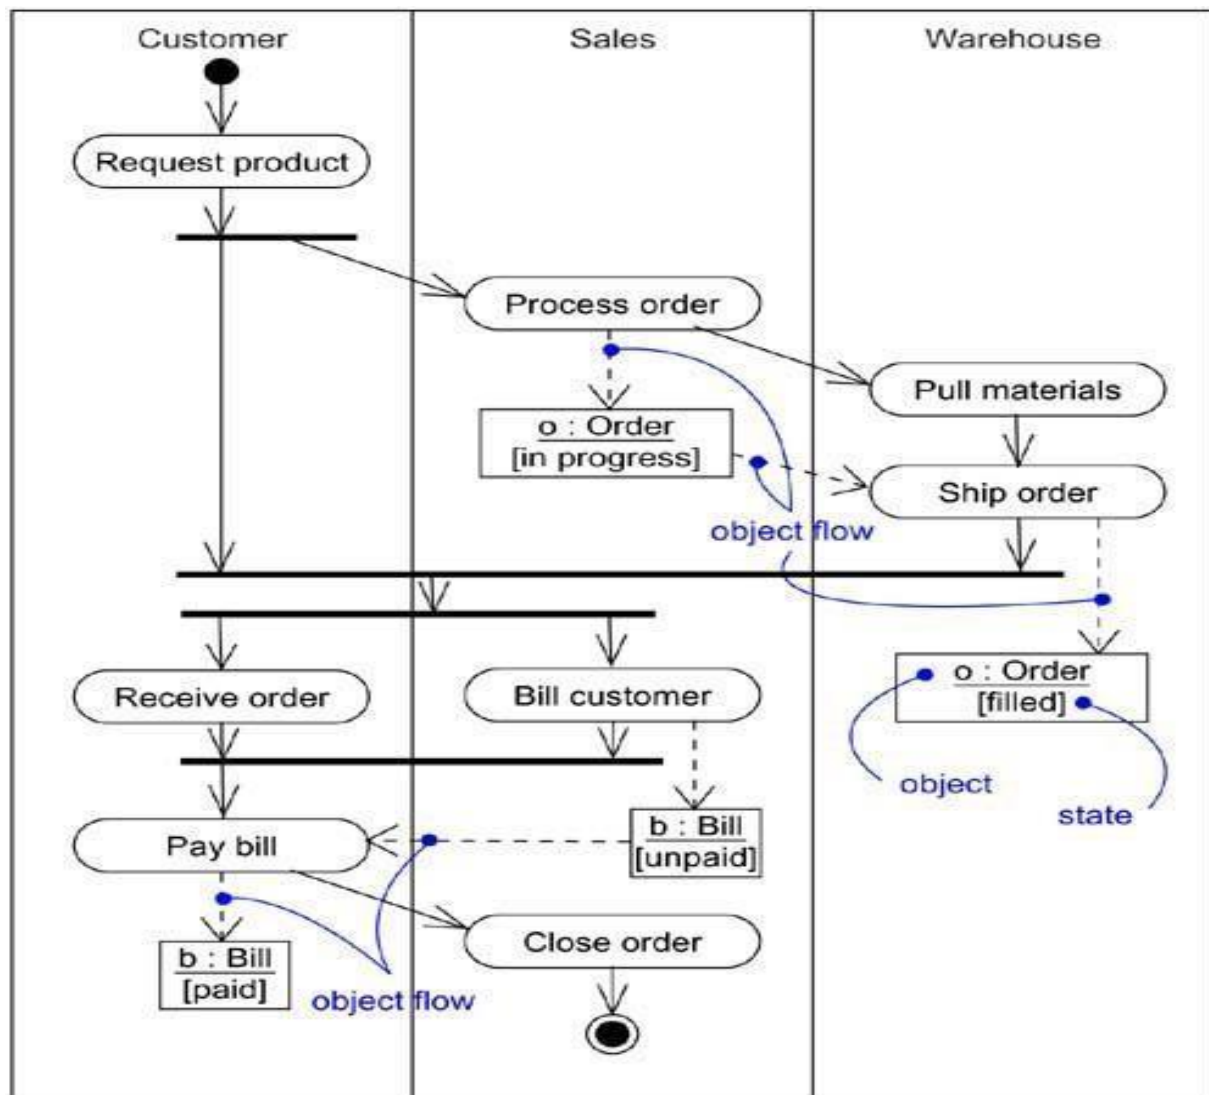 Customer
Sales
Warehouse
Request product
Process order
Pull materials
o : Order
[in progress]
Ship order
object flow
o : Order
[filled]
Receive order
Bill customer
object
state
b : Bill
[unpaid]
Pay bill
Close order
b : Bill
[paid]
object flow